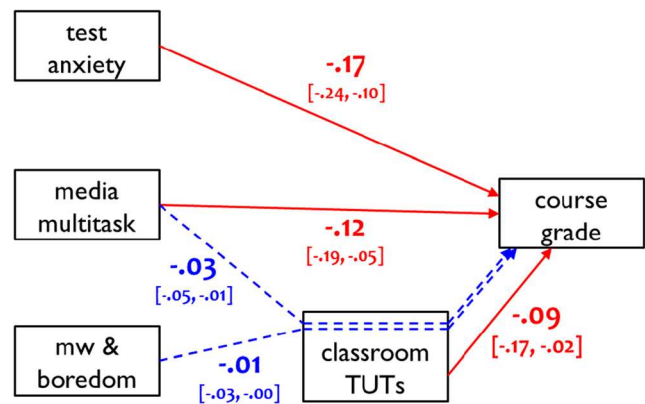 test
anxiety
-.17
[-.24, -.10]
media
multitask
course
grade
-.12
[-.19, -.05]
-.03
[-.05, -.01]
-.09
[-.17, -.02]
mw &
boredom
-.01
[-.03, -.00]
classroom
TUTs